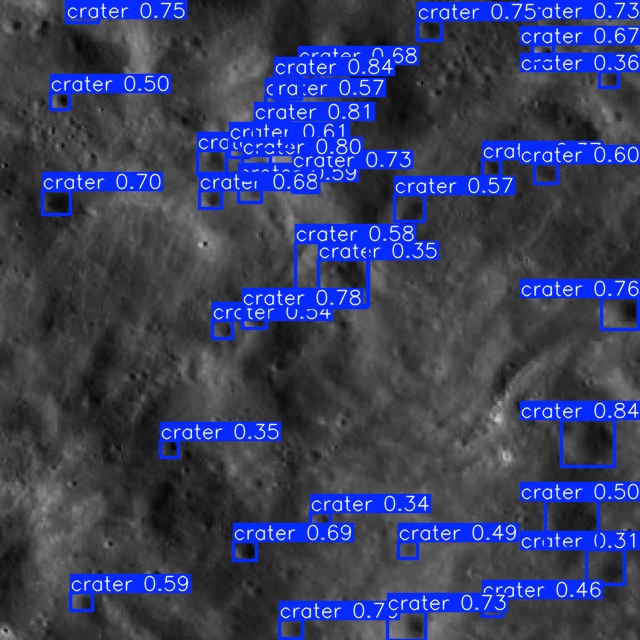 crater 0.75
crater 0.75
ater 0.73
crater 0.67
crater 0.68
crater 0.36
crater 0.84
crater 0.50
crater 0.57
crater 0.81
crater 0.61
crater 0.80
crater 0.60
crater 0.73
crater 0.70
crater 0.68
crater 0.57
crater 0.58
crater 0.35
crater 0.76
crater 0.78
crater 0.54
crater 0.84
crater 0.35
crater 0.50
crater 0.34
crater 0.69
crater 0.49
crater 0.31
crater 0.59
crater 0.46
crater 0.73